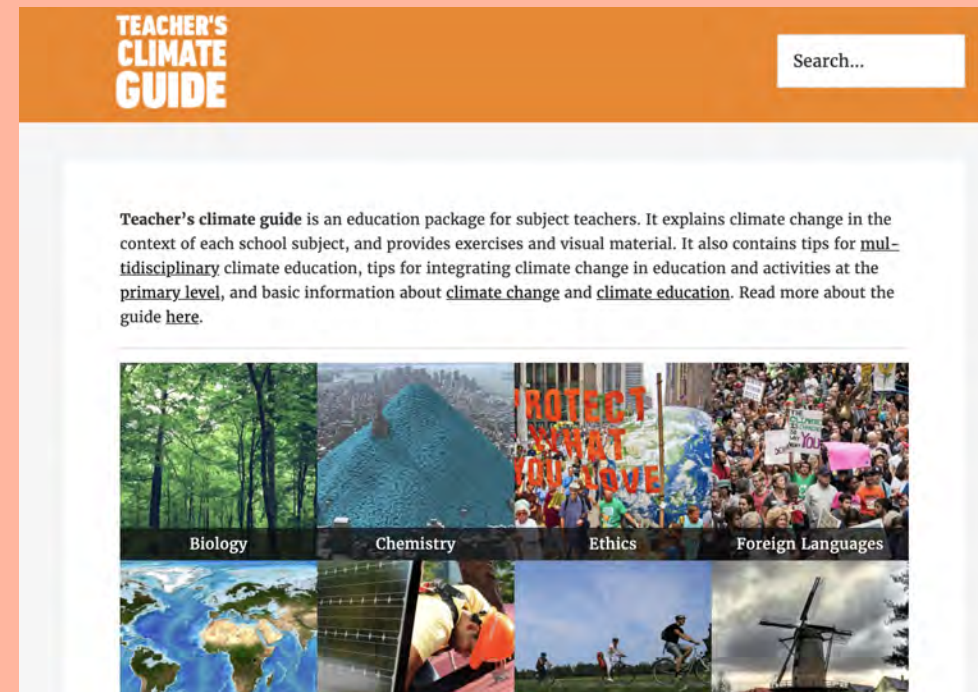 TEACHER'S
CLIMATE
GUIDE
Search...
Teacher's climate guide is an education package for subject teachers. It explains climate change in the
context of each school subject, and provides exercises and visual material. It also contains tips for mul-
tidisciplinary climate education, tips for integrating climate change in education and activities at the
primary level, and basic information about climate change and climate education. Read more about the
guide here.
ROTECT
WHAT
YOU LOVE
YOU
Biology
Chemistry
Ethics
Foreign Languages